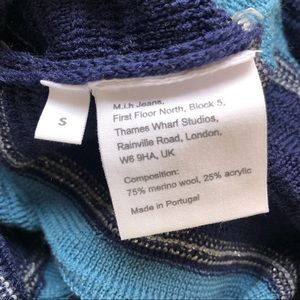 S
M.i.h Jeans,
First Floor North, Block 5,
Thames Wharf Studios,
Rainville Road, London,
W6 9HA, UK
Composition:
75% merino wool, 25% acrylic
Made in Portugal